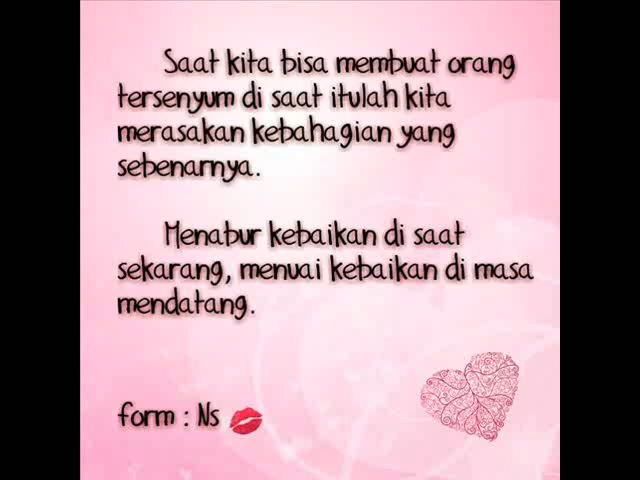 Saat kita bisa membuat orang
tersenyum di saat itulah kita
merasakan kebahagian yang
sebenarnya.
Menabur kebaikan di saat
sekarang, menuai kebaikan di masa
mendatang.
form : Ns